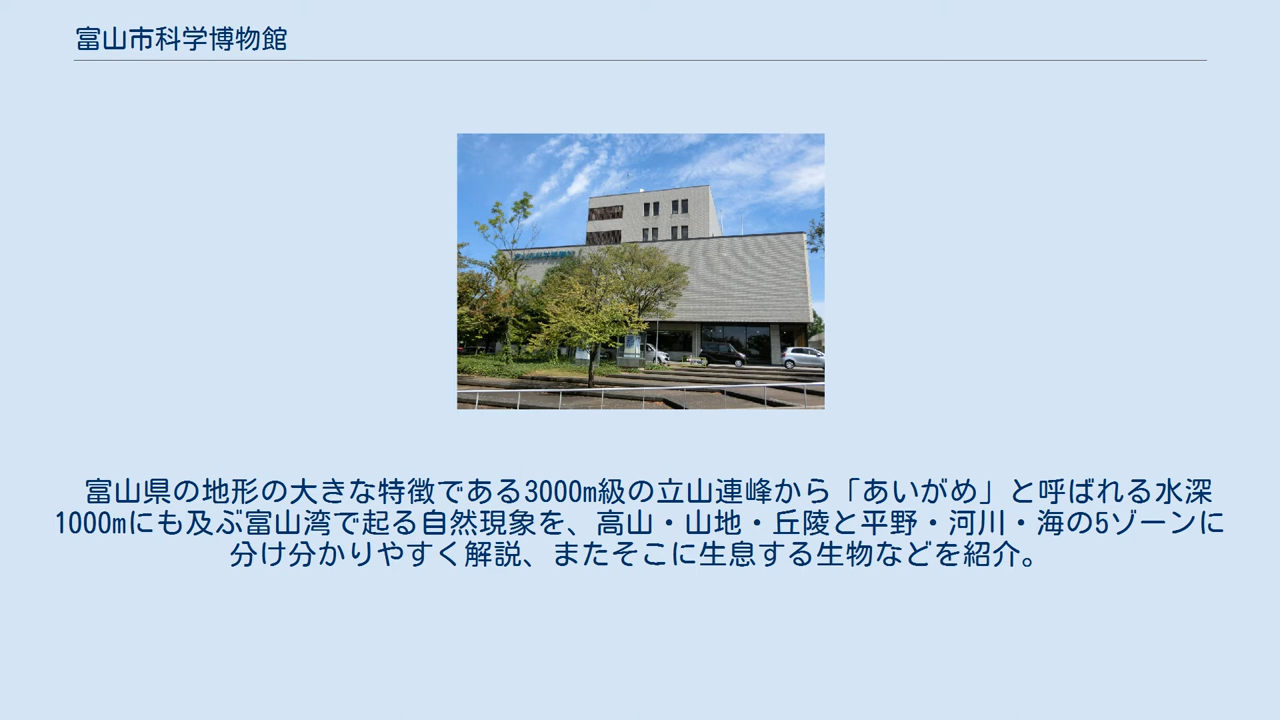 富山市科学博物館
富山県の地形の大きな特徴である3000m級の立山連峰から「あいがめ」と呼ばれる水深
1000mにも及ぶ富山湾で起る自然現象を、高山・山地・丘陵と平野・河川・海の5ゾーンに
分け分かりやすく解説、またそこに生息する生物などを紹介。